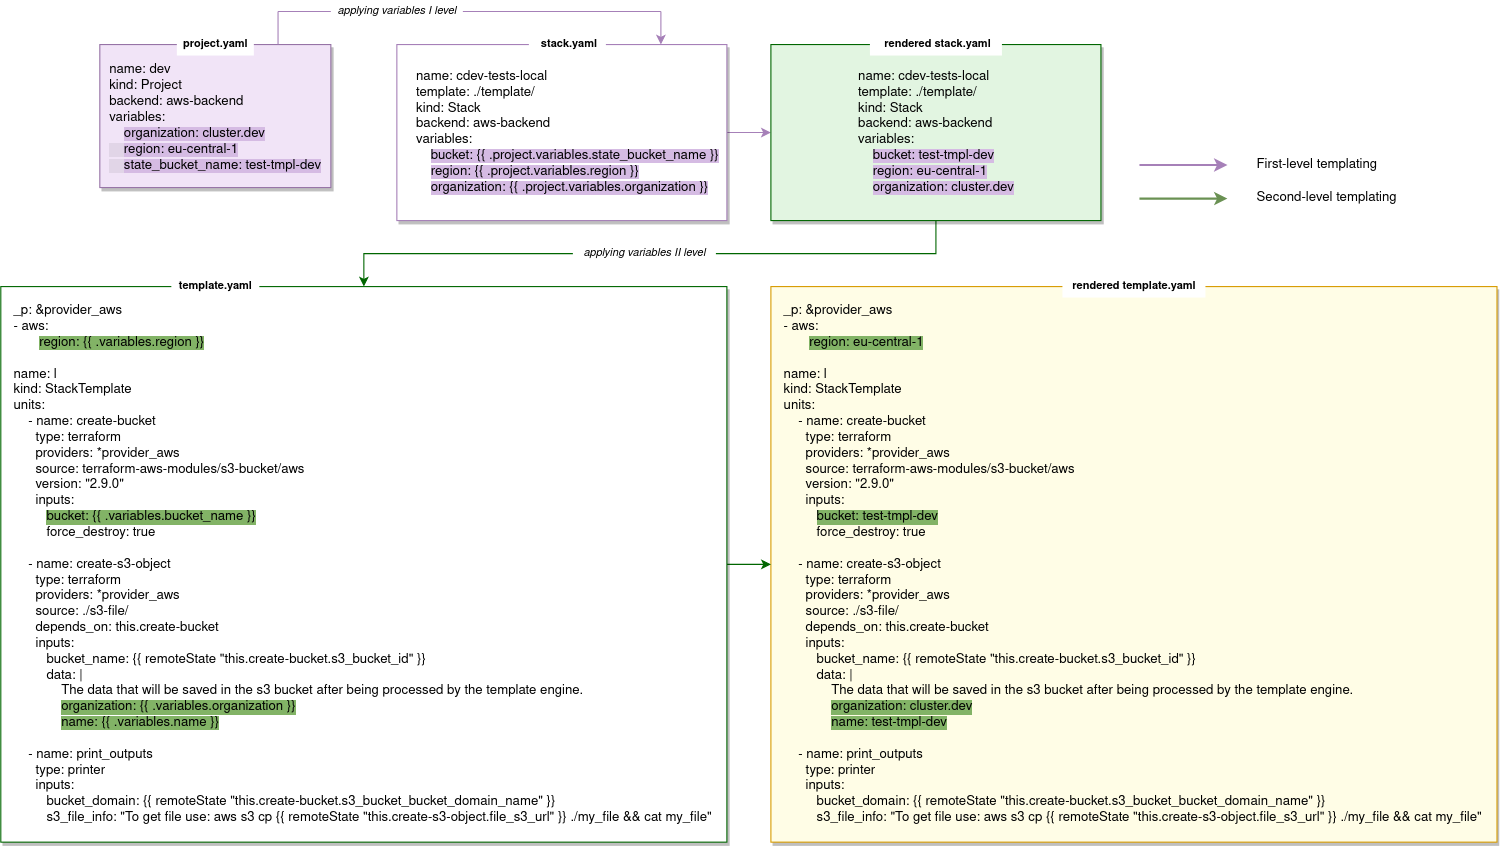 applying variables I level
project.yaml
name: dev
kind: Project
backend: aws-backend
variables:
organization: cluster.dev
region: eu-central-1
state_bucket_name: test-tmpl-dev
stack.yaml
name: cdev-tests-local
template: ./template/
kind: Stack
backend: aws-backend
variables:
bucket: {{ .project.variables.state_bucket_name }}
region: {{ .project.variables.region }}
organization: {{ .project.variables.organization }}
rendered stack.yaml
name: cdev-tests-local
template: ./template/
kind: Stack
backend: aws-backend
variables:
bucket: test-tmpl-dev
region: eu-central-1
organization: cluster.dev
First-level templating
Second-level templating
applying variables II level
template.yaml
_p: &provider_aws
- aws:
region: {{ .variables.region }}
name: l
kind: StackTemplate
units:
- name: create-bucket
type: terraform
providers: *provider_aws
source: terraform-aws-modules/s3-bucket/aws
version: "2.9.0"
inputs:
bucket: {{ .variables.bucket_name }}
force_destroy: true
- name: create-s3-object
type: terraform
providers: *provider_aws
source: ./s3-file/
depends_on: this.create-bucket
inputs:
bucket_name: {{ remoteState "this.create-bucket.s3_bucket_id" }}
data: |
The data that will be saved in the s3 bucket after being processed by the template engine.
organization: {{ .variables.organization }}
name: {{ .variables.name }}
- name: print_outputs
type: printer
inputs:
bucket_domain: {{ remoteState "this.create-bucket.s3_bucket_bucket_domain_name" }}
s3_file_info: "To get file use: aws s3 cp {{ remoteState "this.create-s3-object.file_s3_url" }} ./my_file && cat my_file"
rendered template.yaml
_p: &provider_aws
- aws:
region: eu-central-1
name: l
kind: StackTemplate
units:
- name: create-bucket
type: terraform
providers: *provider_aws
source: terraform-aws-modules/s3-bucket/aws
version: "2.9.0"
inputs:
bucket: test-tmpl-dev
force_destroy: true
- name: create-s3-object
type: terraform
providers: *provider_aws
source: ./s3-file/
depends_on: this.create-bucket
inputs:
bucket_name: {{ remoteState "this.create-bucket.s3_bucket_id" }}
data: |
The data that will be saved in the s3 bucket after being processed by the template engine.
organization: cluster.dev
name: test-tmpl-dev
- name: print_outputs
type: printer
inputs:
bucket_domain: {{ remoteState "this.create-bucket.s3_bucket_bucket_domain_name" }}
s3_file_info: "To get file use: aws s3 cp {{ remoteState "this.create-s3-object.file_s3_url" }} ./my_file && cat my_file"